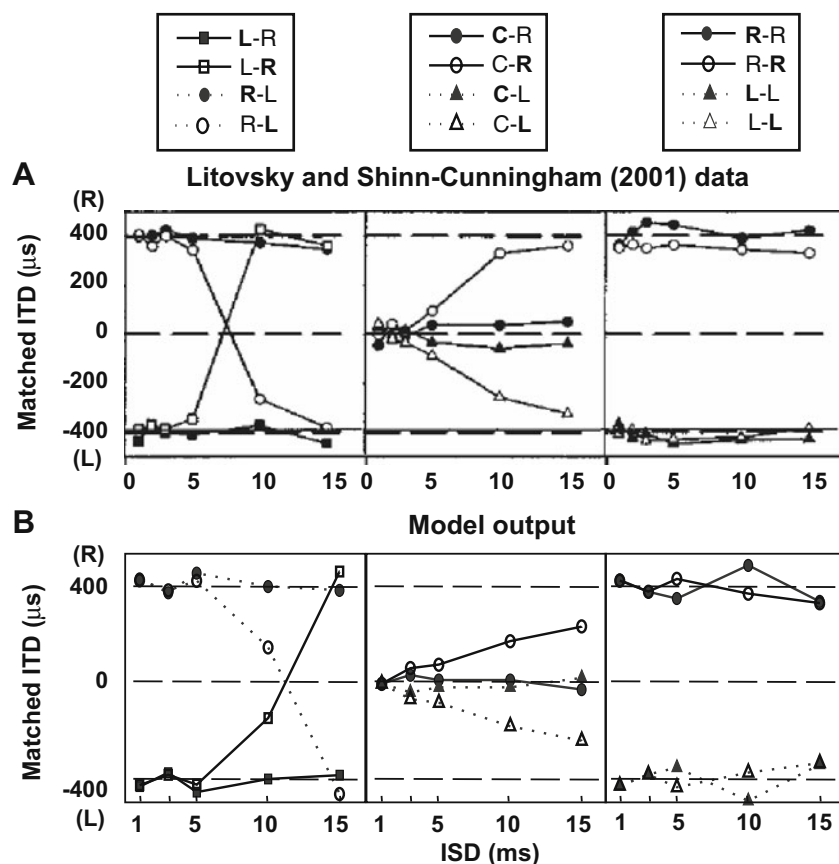 L-R
L-R
R-L
R-L
C-R
C-R
C-L
C-L
R-R
R-R
L-L
L-L
A
Litovsky and Shinn-Cunningham (2001) data
(R)
400
200
0
-200
-400
(L)
Matched ITD (μs)
0 5 10 15
0 5 10 15
0 5 10 15
B
Model output
(R)
400
0
-400
(L)
Matched ITD (μs)
1 5 10 15
1 5 10 15
1 5 10 15
ISD (ms)